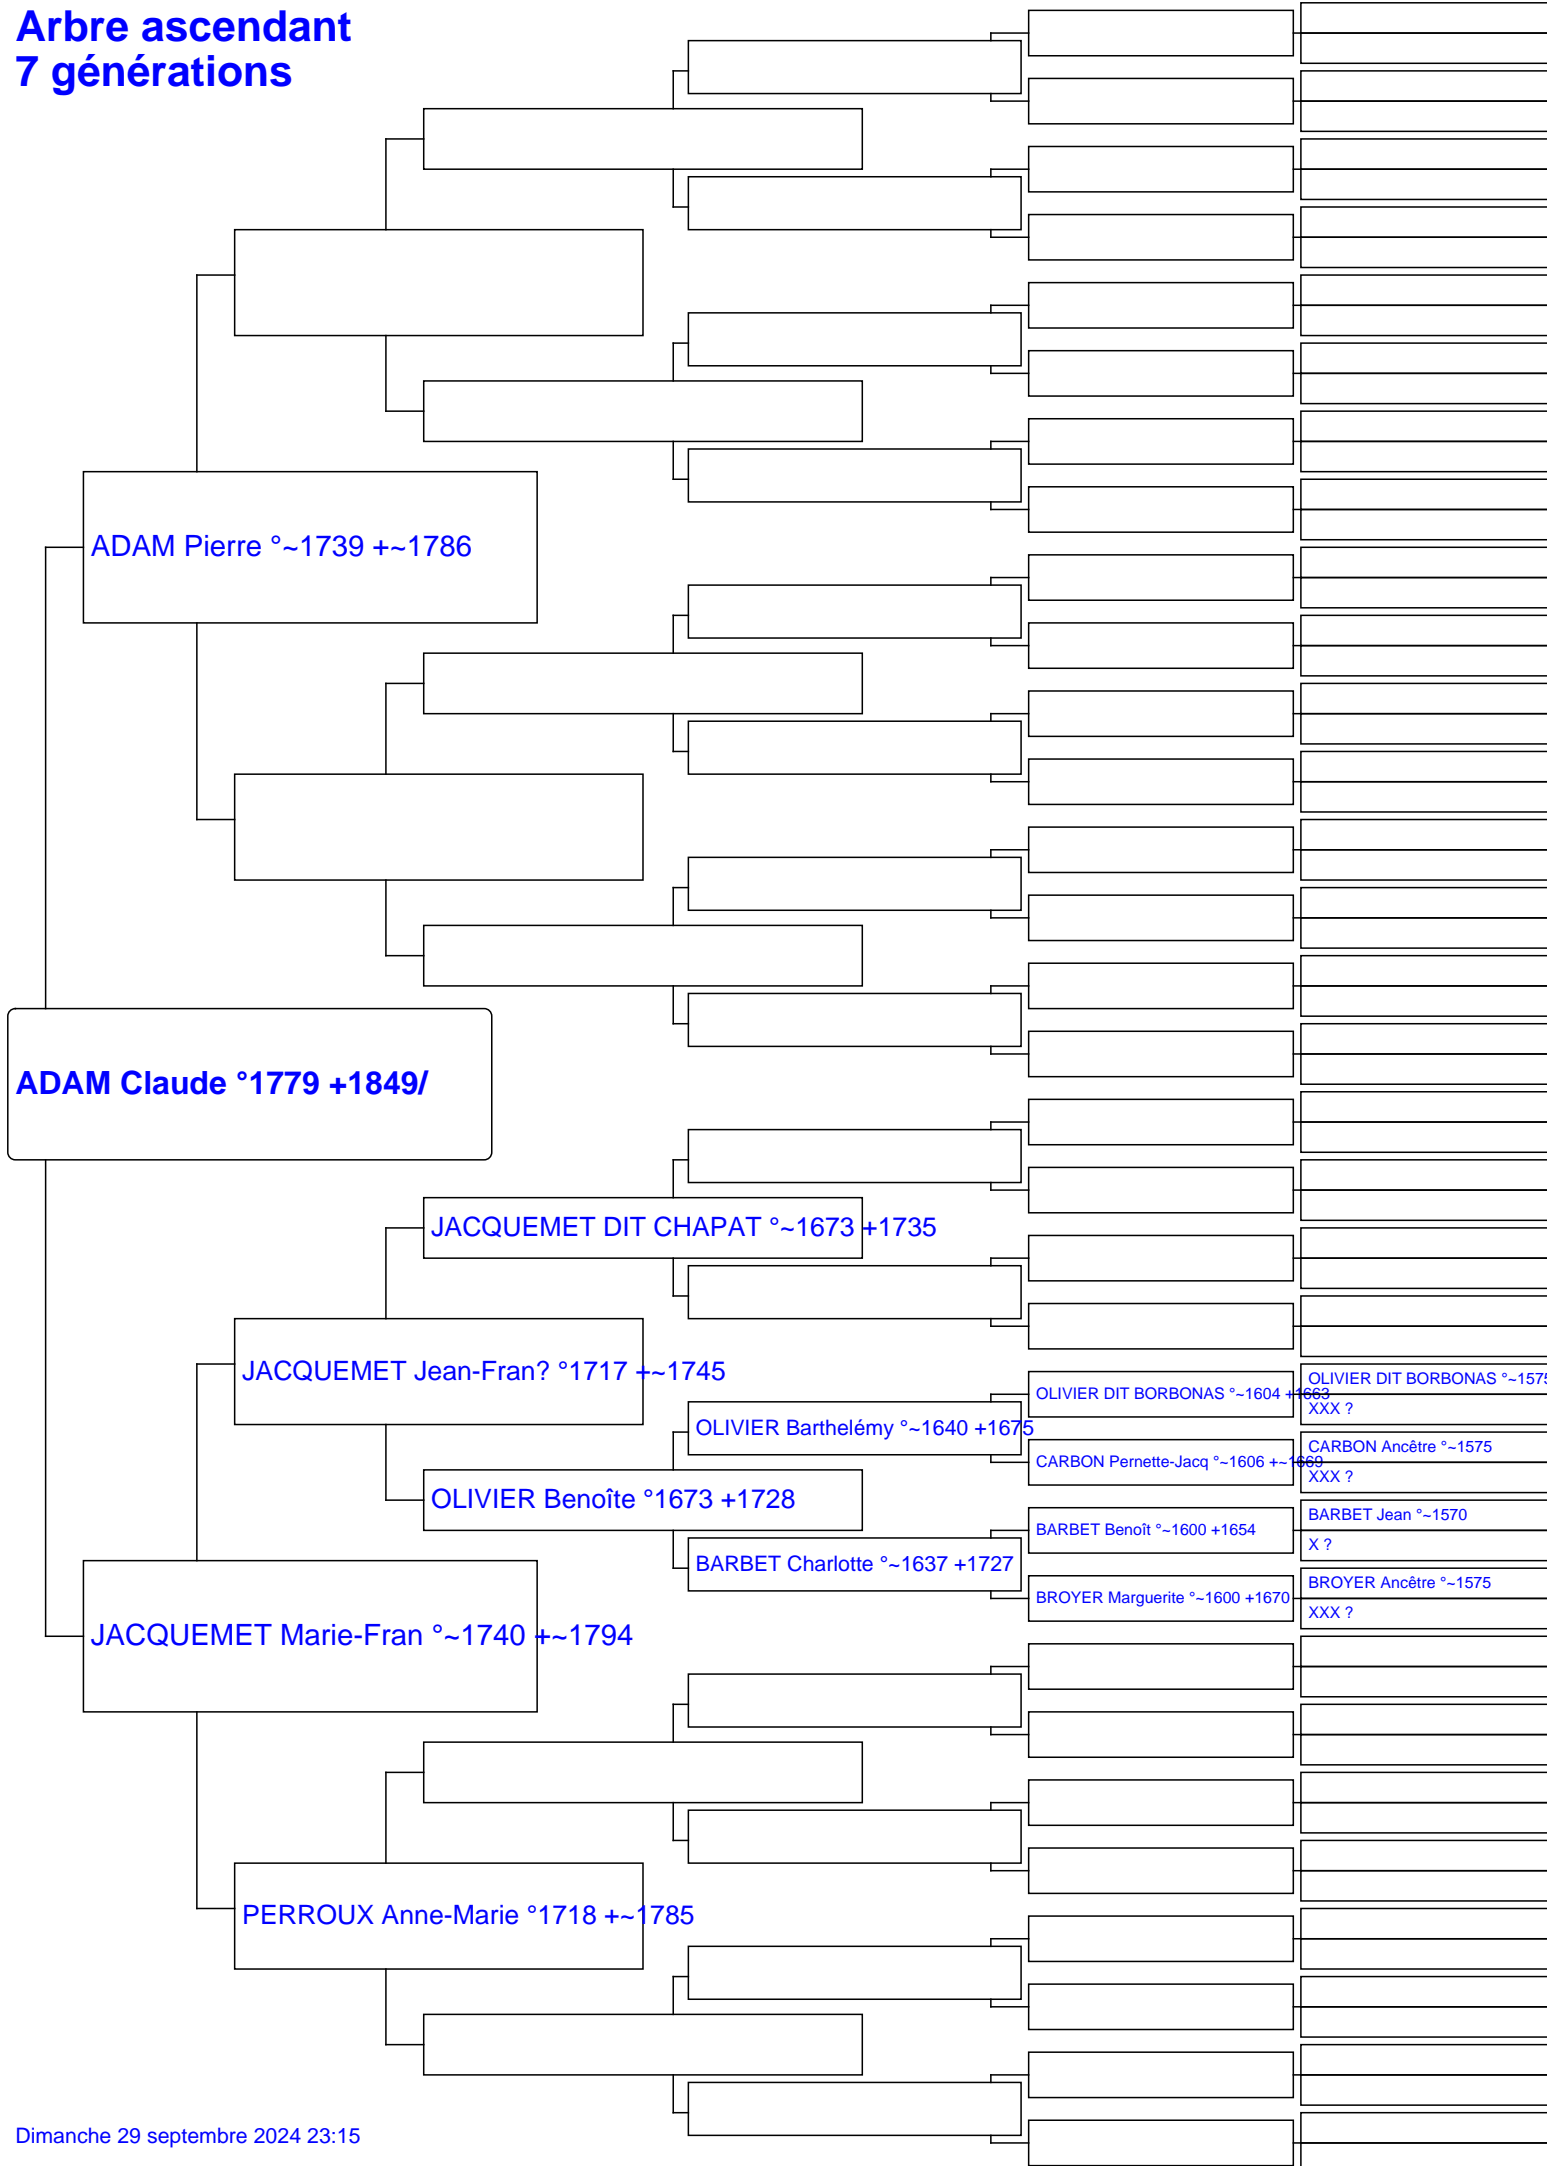 Arbre ascendant
7 générations
ADAM Pierre °~1739 +~1786
ADAM Claude °1779 +1849/
JACQUEMET DIT CHAPAT °~1673 +1735
JACQUEMET Jean-Fran? °1717 +~1745
OLIVIER DIT BORBONAS °~1575
OLIVIER DIT BORBONAS °~1604 +1663
XXX ?
OLIVIER Barthelémy °~1640 +1675
CARBON Ancêtre °~1575
CARBON Pernette-Jacq °~1606 +~1669
XXX ?
OLIVIER Benoîte °1673 +1728
BARBET Jean °~1570
BARBET Benoît °~1600 +1654
X ?
BARBET Charlotte °~1637 +1727
BROYER Ancêtre °~1575
BROYER Marguerite °~1600 +1670
XXX ?
JACQUEMET Marie-Fran °~1740 +~1794
PERROUX Anne-Marie °1718 +~1785
Dimanche 29 septembre 2024 23:15